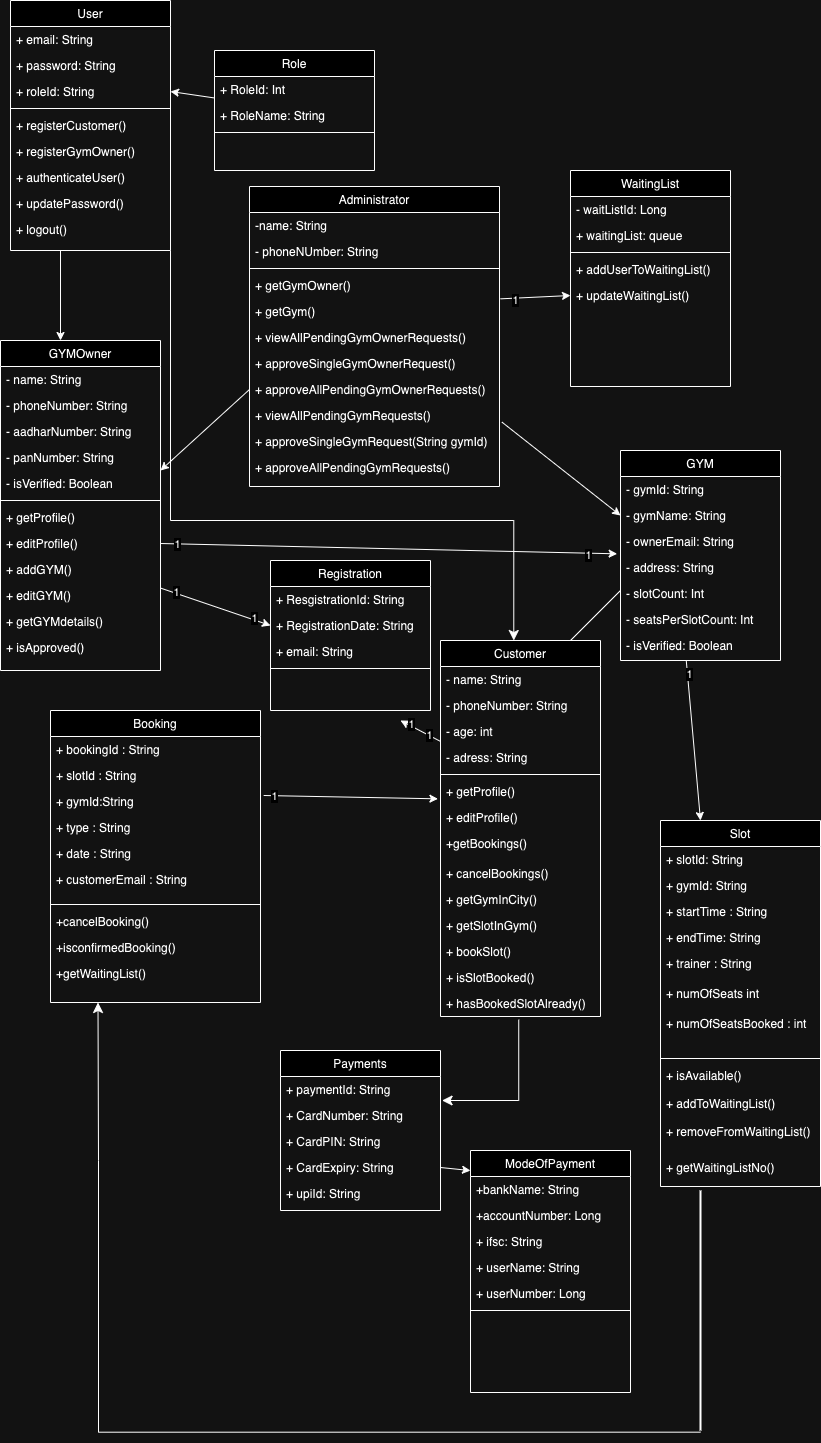 User
+ email: String
+ password: String
+ roleId: String
+ registerCustomer()
+ registerGymOwner()
+ authenticateUser()
+ updatePassword()
+ logout()
Role
+ RoleId: Int
+ RoleName: String
Administrator
-name: String
- phoneNUmber: String
+ getGymOwner()
+ getGym()
+ viewAllPendingGymOwnerRequests()
+ approveSingleGymOwnerRequest()
+ approveAllPendingGymOwnerRequests()
+ viewAllPendingGymRequests()
+ approveSingleGymRequest(String gymId)
+ approveAllPendingGymRequests()
1
WaitingList
- waitListId: Long
+ waitingList: queue
+ addUserToWaitingList()
+ updateWaitingList()
GYMOwner
- name: String
- phoneNumber: String
- aadharNumber: String
- panNumber: String
- isVerified: Boolean
+ getProfile()
+ editProfile()
+ addGYM()
+ editGYM()
+ getGYMdetails()
+ isApproved()
1
1
1
1
GYM
- gymId: String
- gymName: String
- ownerEmail: String
- address: String
- slotCount: Int
- seatsPerSlotCount: Int
- isVerified: Boolean
1
Registration
+ ResgistrationId: String
+ RegistrationDate: String
+ email: String
1
1
Customer
- name: String
- phoneNumber: String
- age: int
- adress: String
+ getProfile()
+ editProfile()
+getBookings()
+ cancelBookings()
+ getGymInCity()
+ getSlotInGym()
+ bookSlot()
+ isSlotBooked()
+ hasBookedSlotAlready()
Booking
+ bookingId : String
+ slotId : String
+ gymId:String
+ type : String
+ date : String
+ customerEmail : String
+cancelBooking()
+isconfirmedBooking()
+getWaitingList()
1
Slot
+ slotId: String
+ gymId: String
+ startTime : String
+ endTime: String
+ trainer : String
+ numOfSeats int
+ numOfSeatsBooked : int
+ isAvailable()
+ addToWaitingList()
+ removeFromWaitingList()
+ getWaitingListNo()
Payments
+ paymentId: String
+ CardNumber: String
+ CardPIN: String
+ CardExpiry: String
+ upiId: String
ModeOfPayment
+bankName: String
+accountNumber: Long
+ ifsc: String
+ userName: String
+ userNumber: Long